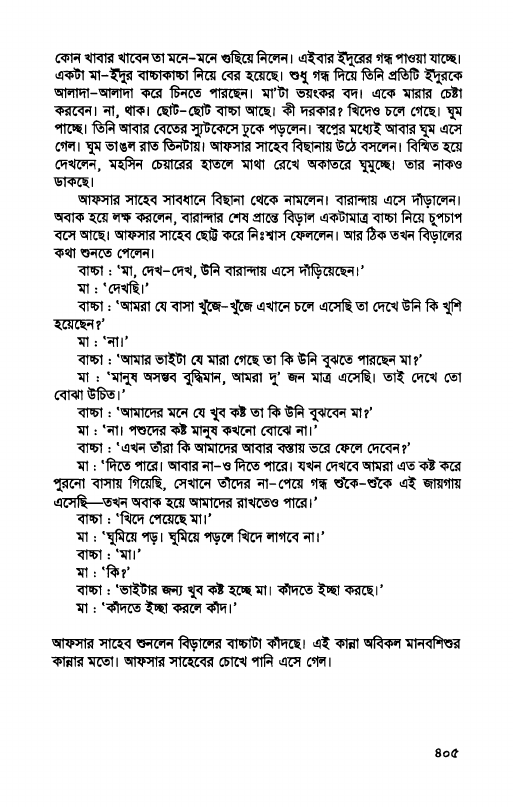 কোন খাবার খাবেন তা মনে-মনে গুছিয়ে নিলেন। এইবার ইঁদুরের গন্ধ পাওয়া যাচ্ছে।
একটা মা-ইঁদুর বাচ্চাকাচ্চা নিয়ে বের হয়েছে। শুধু গন্ধ দিয়ে তিনি প্রতিটি ইঁদুরকে
আলাদা-আলাদা করে চিনতে পারছেন। মা'টা ভয়ংকর বদ। একে মারার চেষ্টা
করবেন। না, থাক। ছোট-ছোট বাচ্চা আছে। কী দরকার? খিদেও চলে গেছে। ঘুম
পাচ্ছে। তিনি আবার বেতের স্যুটকেসে ঢুকে পড়লেন। স্বপ্নের মধ্যেই আবার ঘুম এসে
গেল। ঘুম ভাঙল রাত তিনটায়। আফসার সাহেব বিছানায় উঠে বসলেন। বিস্মিত হয়ে
দেখলেন, মহসিন চেয়ারের হাতলে মাথা রেখে অকাতরে ঘুমুচ্ছে। তার নাকও
ডাকছে।
আফসার সাহেব সাবধানে বিছানা থেকে নামলেন। বারান্দায় এসে দাঁড়ালেন।
অবাক হয়ে লক্ষ করলেন, বারান্দার শেষ প্রান্তে বিড়াল একটামাত্র বাচ্চা নিয়ে চুপচাপ
বসে আছে। আফসার সাহেব ছোট্ট করে নিঃশ্বাস ফেললেন। আর ঠিক তখন বিড়ালের
কথা শুনতে পেলেন।
বাচ্চা : 'মা, দেখ-দেখ, উনি বারান্দায় এসে দাঁড়িয়েছেন।'
মা : 'দেখছি।'
বাচ্চা : 'আমরা যে বাসা খুঁজে-খুঁজে এখানে চলে এসেছি তা দেখে উনি কি খুশি
হয়েছেন?'
মা : 'না।'
বাচ্চা : 'আমার ভাইটা যে মারা গেছে তা কি উনি বুঝতে পারছেন মা?'
মা : 'মানুষ অসম্ভব বুদ্ধিমান, আমরা দু' জন মাত্র এসেছি। তাই দেখে তো
বোঝা উচিত।'
বাচ্চা : 'আমাদের মনে যে খুব কষ্ট তা কি উনি বুঝবেন মা?'
মা : 'না। পশুদের কষ্ট মানুষ কখনো বোঝে না।'
বাচ্চা : 'এখন তাঁরা কি আমাদের আবার বস্তায় ভরে ফেলে দেবেন?'
মা : 'দিতে পারে। আবার না-ও দিতে পারে। যখন দেখবে আমরা এত কষ্ট করে
পুরনো বাসায় গিয়েছি, সেখানে তাঁদের না-পেয়ে গন্ধ শুঁকে-শুঁকে এই জায়গায়
এসেছি—তখন অবাক হয়ে আমাদের রাখতেও পারে।'
বাচ্চা : 'খিদে পেয়েছে মা।'
মা : 'ঘুমিয়ে পড়। ঘুমিয়ে পড়লে খিদে লাগবে না।'
বাচ্চা : 'মা।'
মা : 'কি?'
বাচ্চা : 'ভাইটার জন্য খুব কষ্ট হচ্ছে মা। কাঁদতে ইচ্ছা করছে।'
মা : 'কাঁদতে ইচ্ছা করলে কাঁদ।'
আফসার সাহেব শুনলেন বিড়ালের বাচ্চাটা কাঁদছে। এই কান্না অবিকল মানবশিশুর
কান্নার মতো। আফসার সাহেবের চোখে পানি এসে গেল।
৪০৫